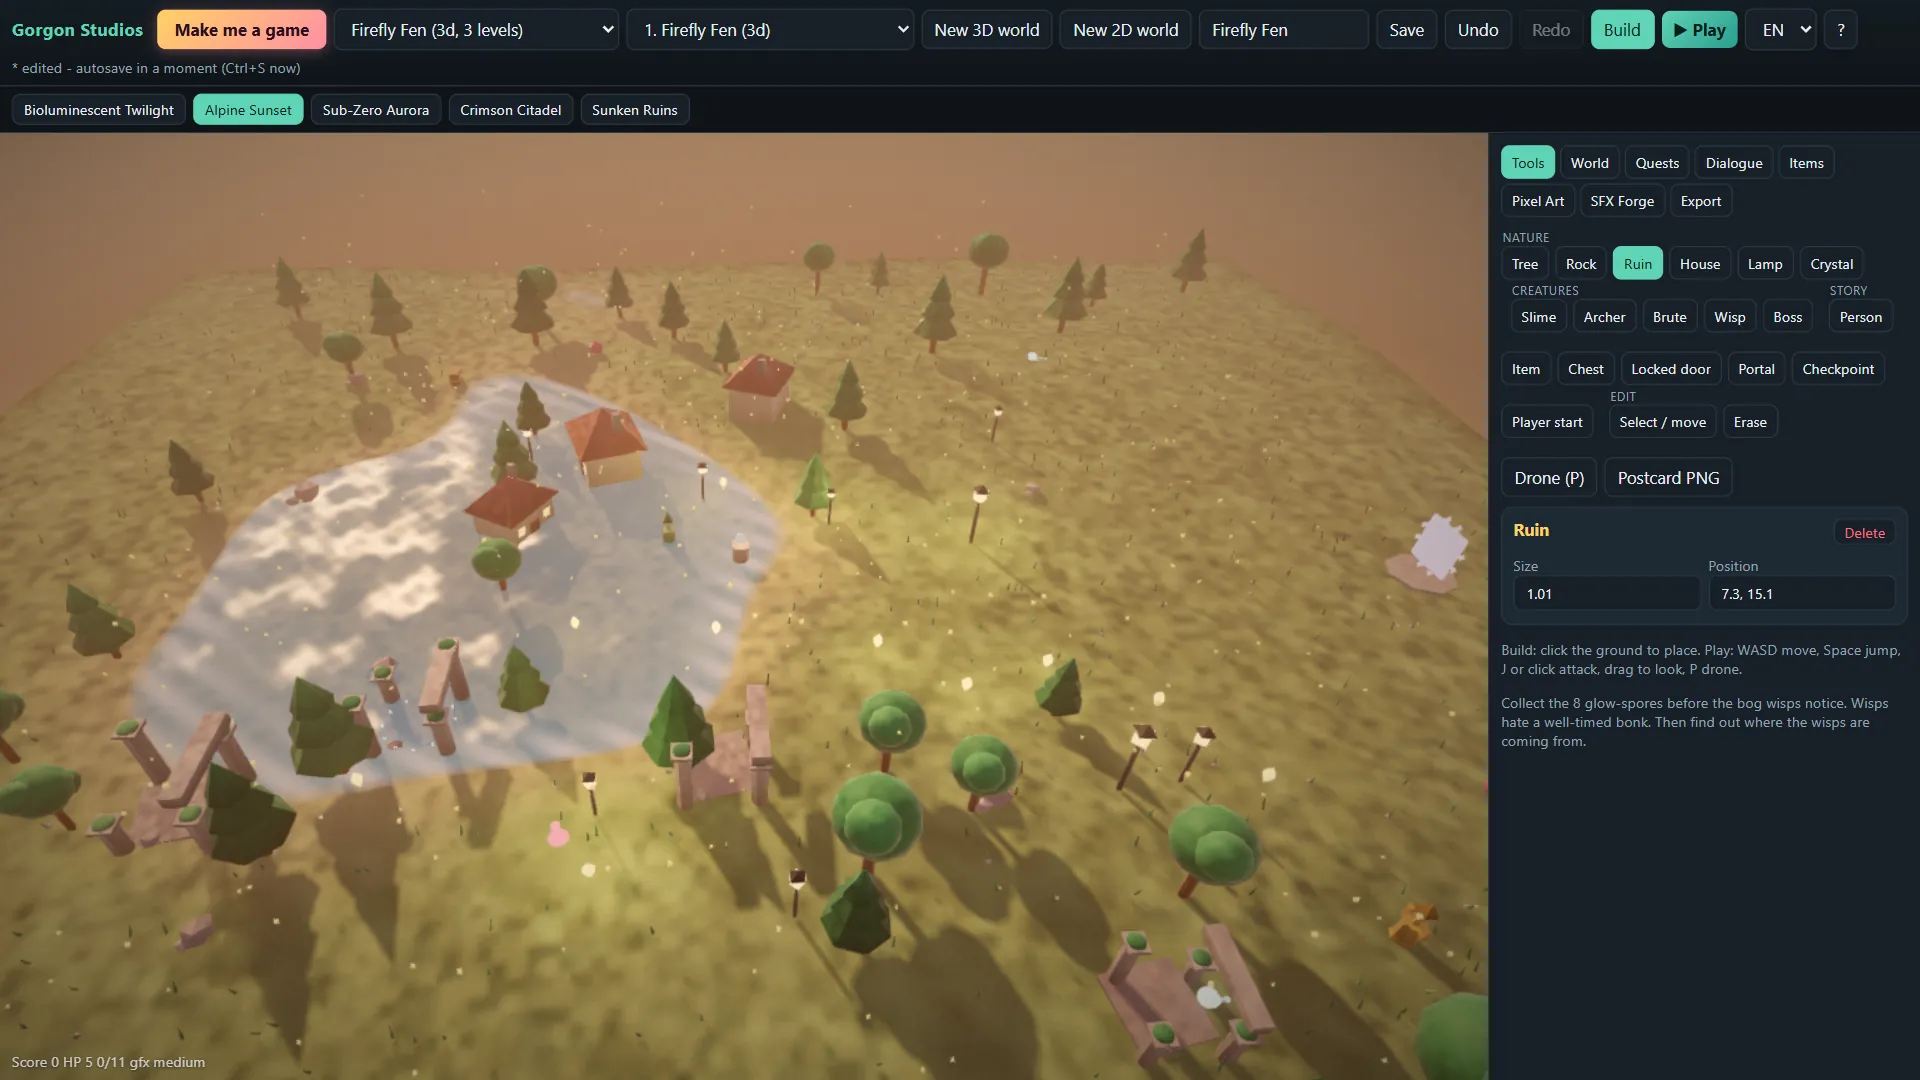 Gorgon Studios Make me a game Firefly Fen (3d, 3 levels) 1. Firefly Fen (3d) New 3D world New 2D world Firefly Fen Save Undo Redo Build ▶ Play EN ?
* edited - autosave in a moment (Ctrl+S now)
Bioluminescent Twilight Alpine Sunset Sub-Zero Aurora Crimson Citadel Sunken Ruins
Tools World Quests Dialogue Items
Pixel Art SFX Forge Export
NATURE
Tree Rock Ruin House Lamp Crystal
CREATURES STORY
Slime Archer Brute Wisp Boss Person
Item Chest Locked door Portal Checkpoint
EDIT
Player start Select / move Erase
Drone (P) Postcard PNG
Ruin Delete
Size Position
1.01 7.3, 15.1
Build: click the ground to place. Play: WASD move, Space jump,
J or click attack, drag to look, P drone.
Collect the 8 glow-spores before the bog wisps notice. Wisps
hate a well-timed bonk. Then find out where the wisps are
coming from.
Score 0 HP 5 0/11 gfx medium